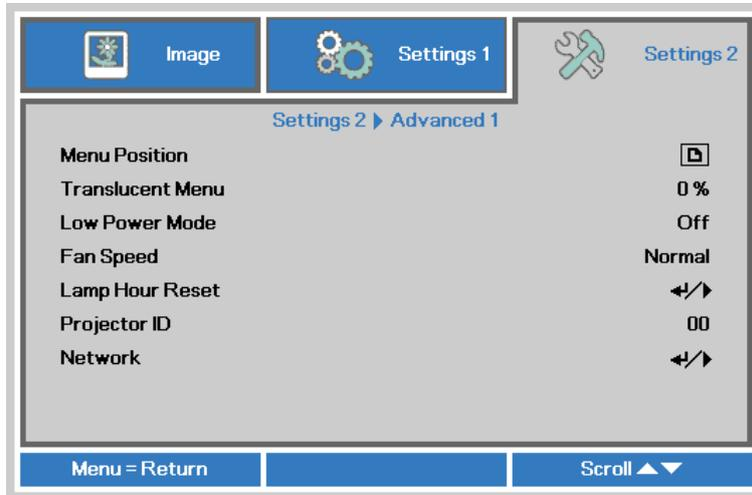 Image Settings 1 Settings 2
Settings 2 Advanced 1
Menu Position
Translucent Menu 0 %
Low Power Mode Off
Fan Speed Normal
Lamp Hour Reset
Projector ID 00
Network
Menu = Return Scroll